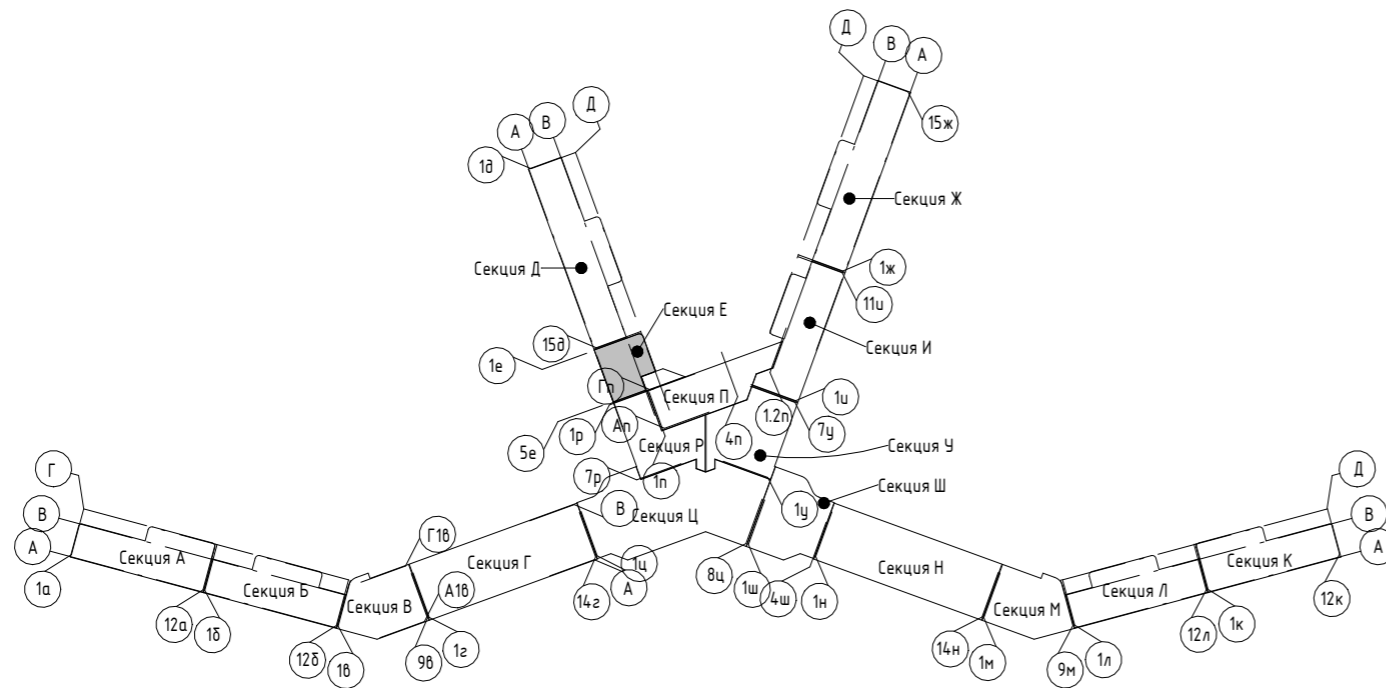 Д
В
А
15ж
Д
В
А
1д
Секция Ж
Секция Д
1ж
11и
Секция Е
15д
1е
Секция И
Гп
Секция П
1и
1.2п
7у
Ап
4п
1р
5е
Секция Р
Секция У
7р
1п
Г
Секция Ш
1у
Д
В
А
В
Секция Ц
В
А
Г1в
Секция А
Секция Г
Секция Н
Секция К
1а
1ц
А
8ц
1ш
4ш
1н
Секция Б
А1в
14г
Секция В
Секция М
Секция Л
12к
12а
1б
12л
1к
12б
1в
9в
1г
14н
1м
9м
1л